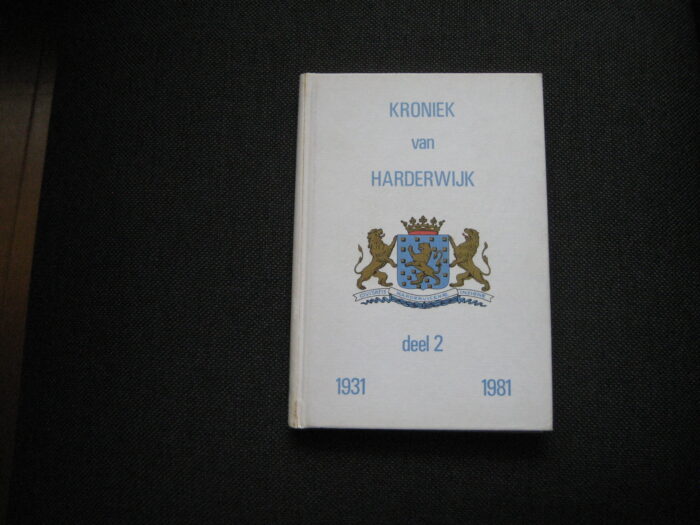 KRONIEK
van
HARDERWIJK
deel 2
1931 1981